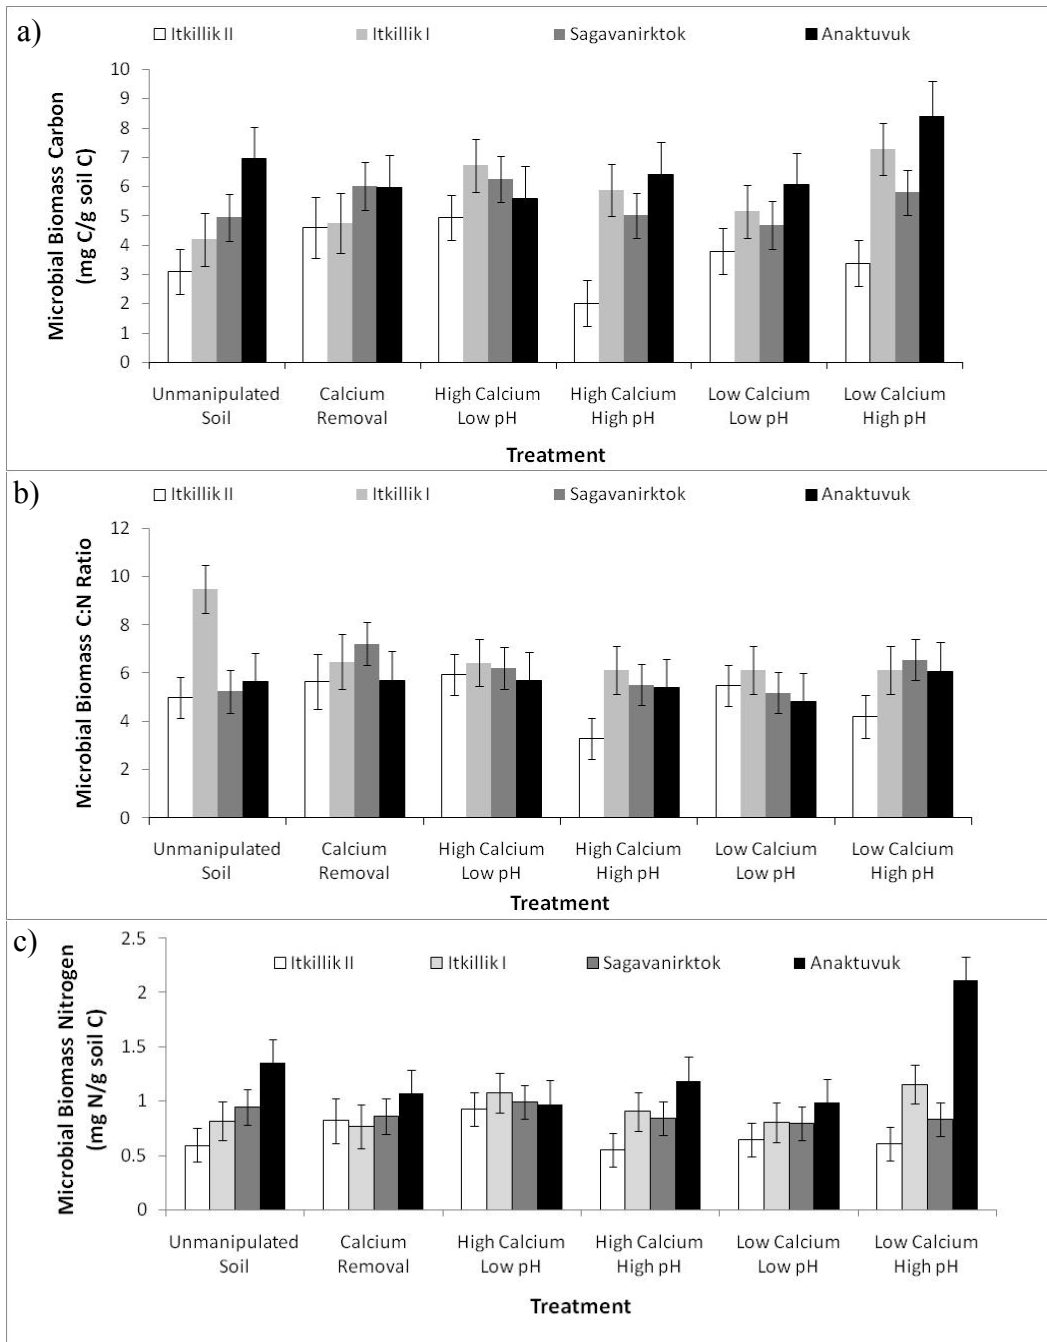 a)
Itkillik II Itkillik I Sagavanirktok Anaktuvuk
Microbial Biomass Carbon
(mg C/g soil C)
10
9
8
7
6
5
4
3
2
1
0
Unmanipulated Calcium High Calcium High Calcium Low Calcium Low Calcium
Soil Removal Low pH High pH Low pH High pH
Treatment
b)
Itkillik II Itkillik I Sagavanirktok Anaktuvuk
Microbial Biomass C:N Ratio
12
10
8
6
4
2
0
Unmanipulated Calcium High Calcium High Calcium Low Calcium Low Calcium
Soil Removal Low pH High pH Low pH High pH
Treatment
c)
Itkillik II Itkillik I Sagavanirktok Anaktuvuk
Microbial Biomass Nitrogen
(mg N/g soil C)
2.5
2
1.5
1
0.5
0
Unmanipulated Calcium High Calcium High Calcium Low Calcium Low Calcium
Soil Removal Low pH High pH Low pH High pH
Treatment